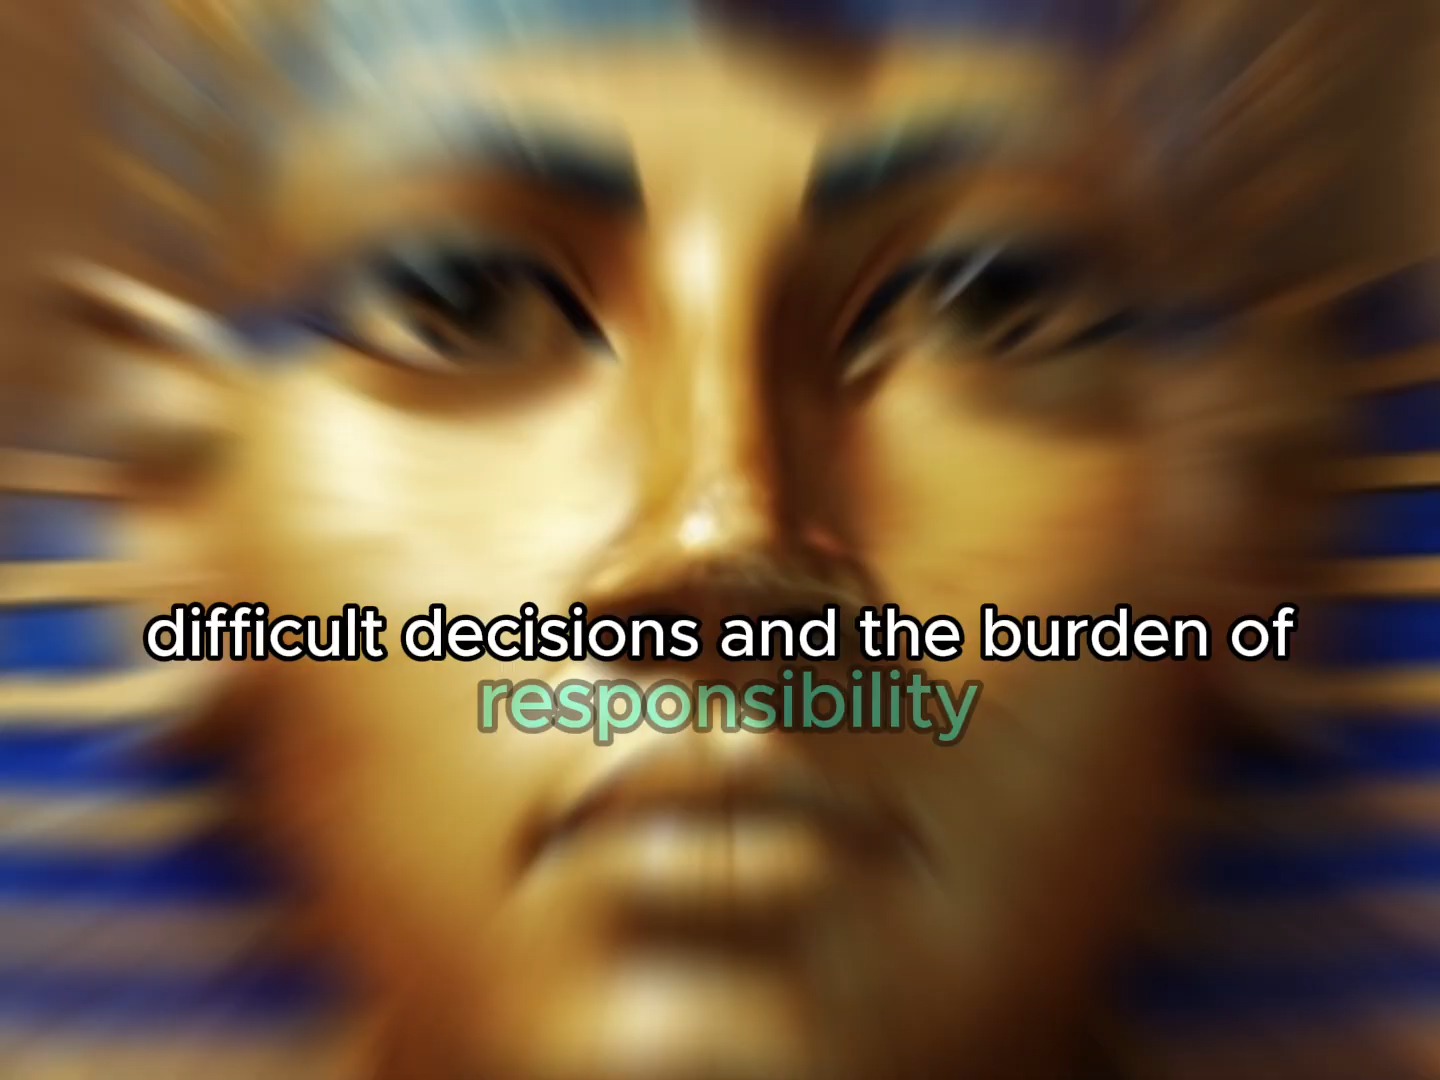 difficult decisions and the burden of
responsibility